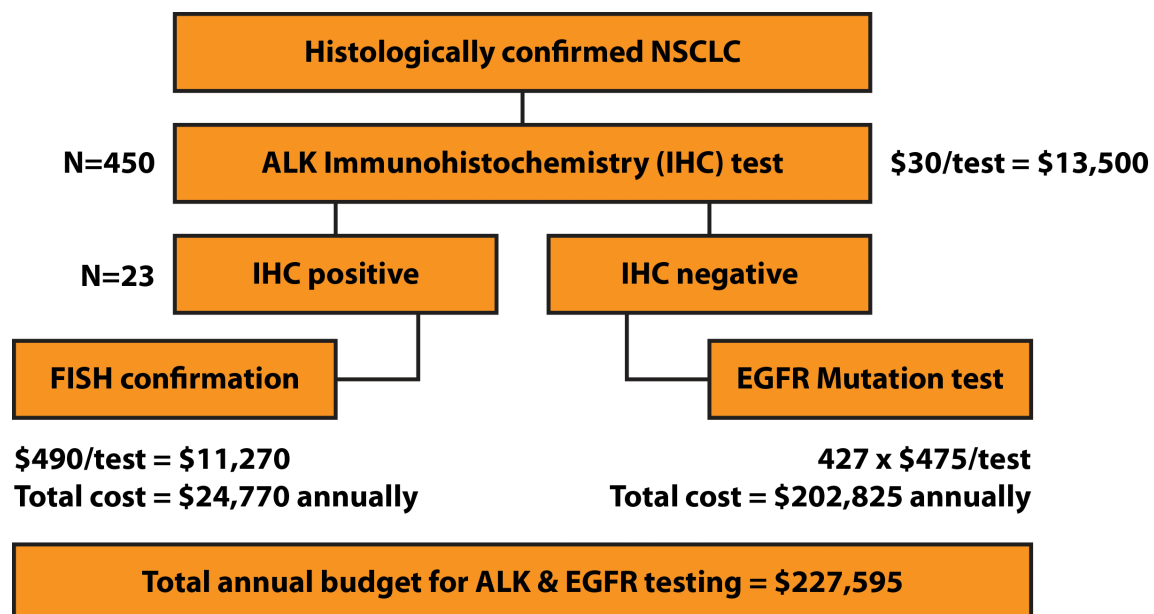 Histologically confirmed NSCLC
N=450
ALK Immunohistochemistry (IHC) test
$30/test = $13,500
N=23
IHC positive
IHC negative
FISH confirmation
EGFR Mutation test
$490/test = $11,270
Total cost = $24,770 annually
427 x $475/test
Total cost = $202,825 annually
Total annual budget for ALK & EGFR testing = $227,595